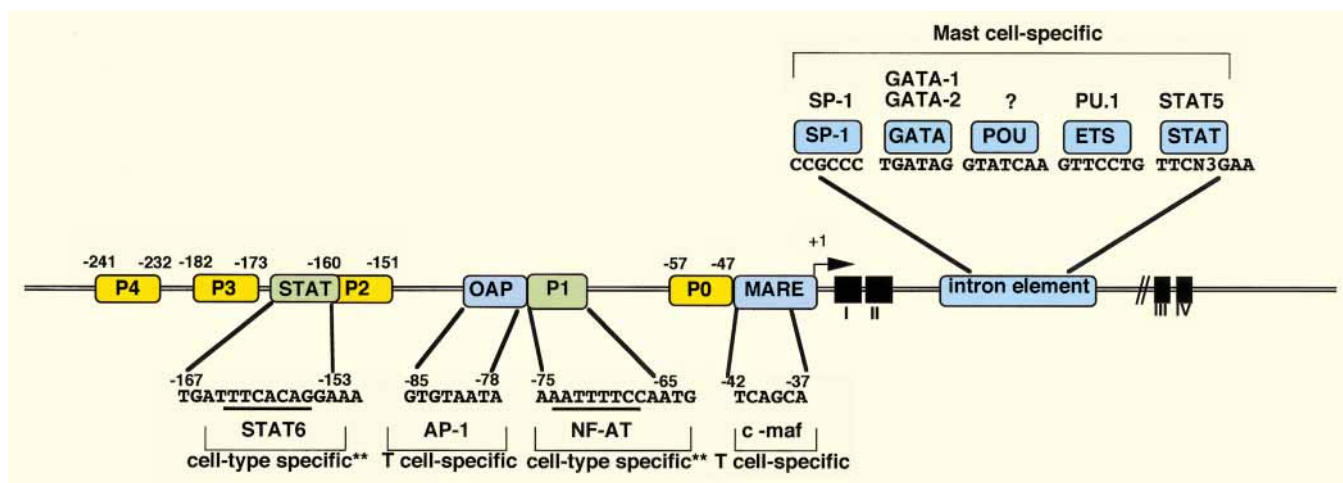 Mast cell-specific
GATA-1
SP-1 GATA-2 ? PU.1 STAT5
SP-1 GATA POU ETS STAT
CCGCCC TGATAG GTATCAA GTTCCTG TTCN3GAA
+1
-241 -232 -182 -173 -160 -151 -57 -47
P4 P3 STAT P2 OAP P1 P0 MARE intron element
I II III IV
-167 -153 -85 -78 -75 -65 -42 -37
TGATTTCACAGGAAA GTGTAATA AAATTTTCCAATG TCAGCA
STAT6 AP-1 NF-AT c -maf
cell-type specific** T cell-specific cell-type specific** T cell-specific